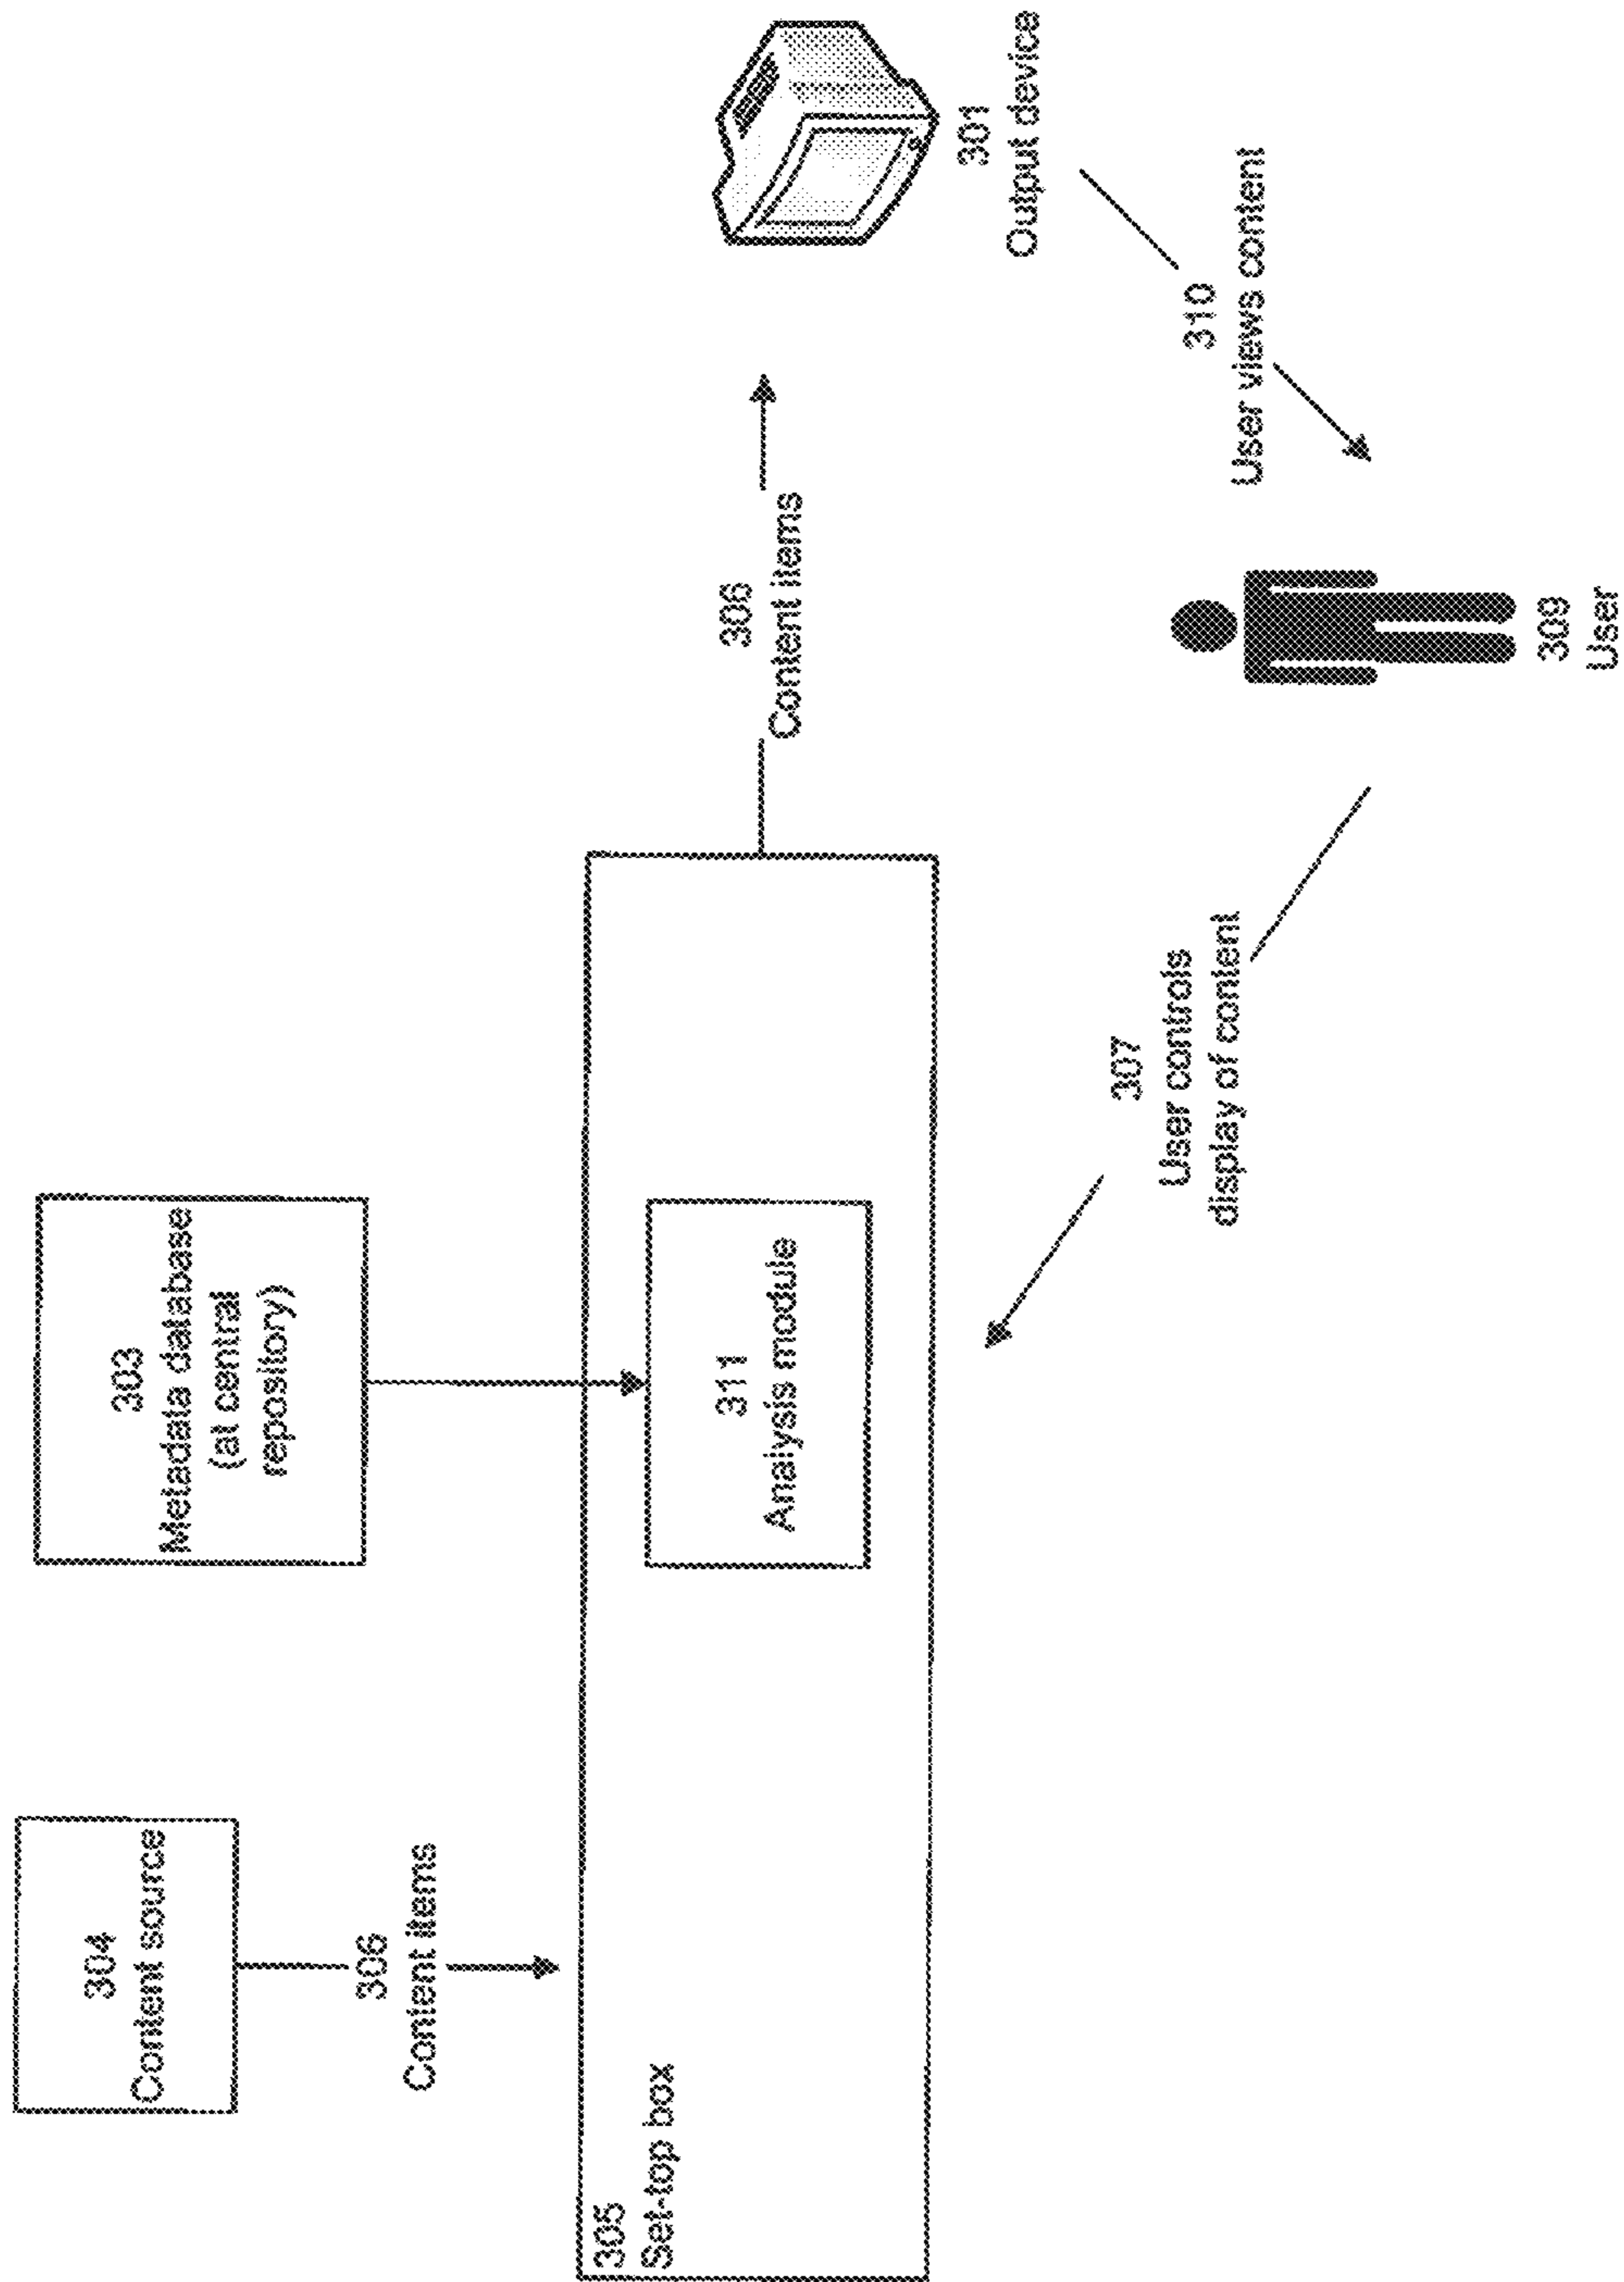 304
Content source
306
Content items
303
Metadata database
(at central
repository)
305
Set-top box
311
Analysis module
306
Content items
301
Output device
307
User controls
display of content
310
User views content
309
User